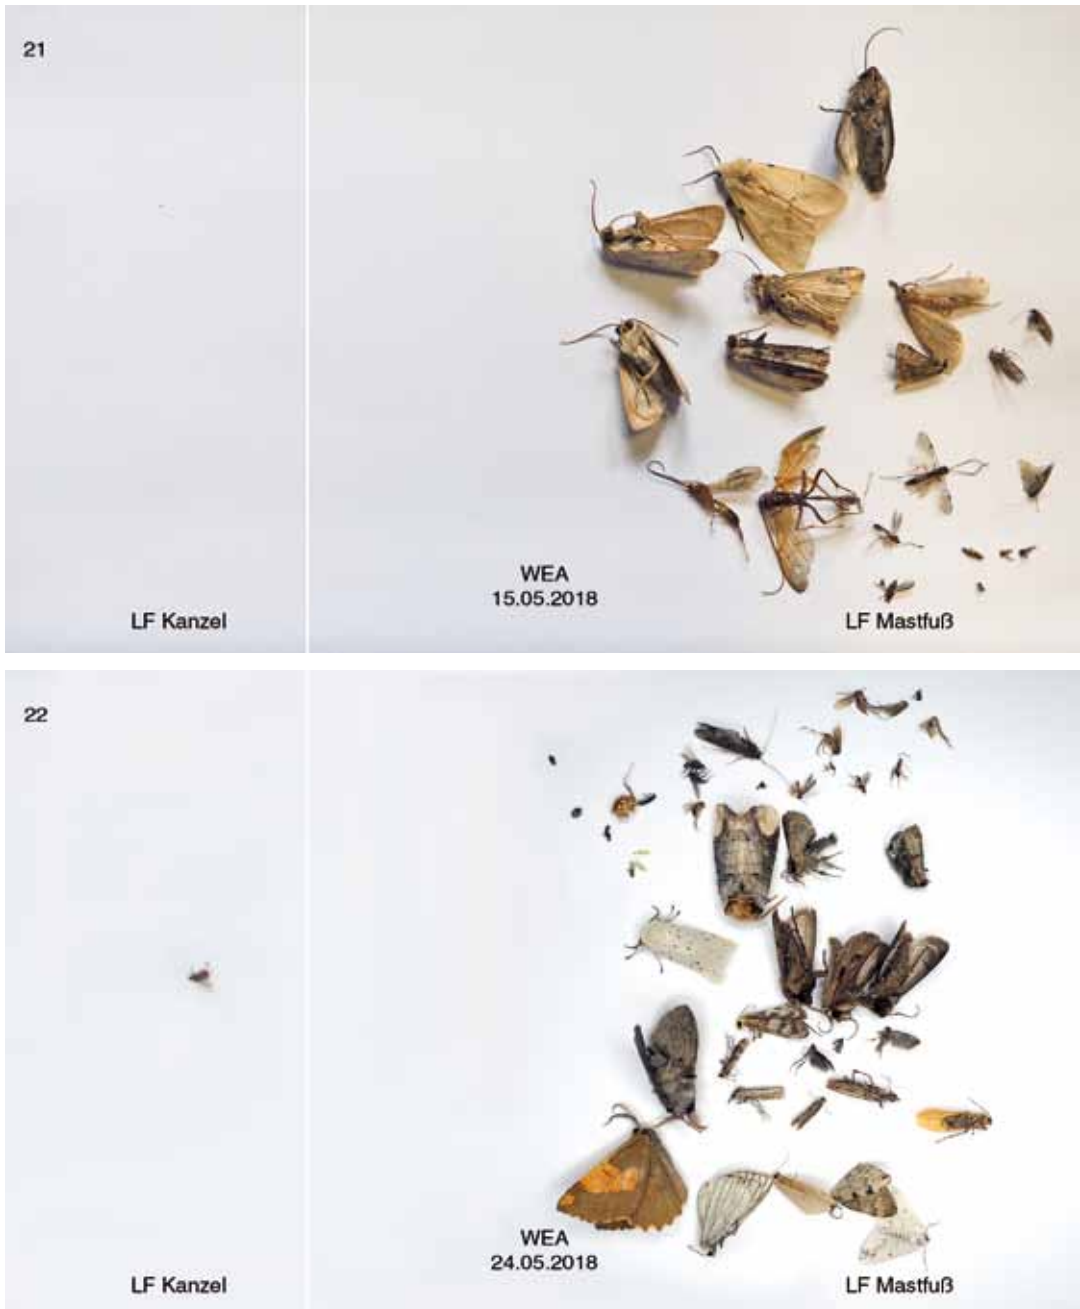 21
WEA
15.05.2018
LF Kanzel
LF Mastfuß
22
WEA
24.05.2018
LF Kanzel
LF Mastfuß